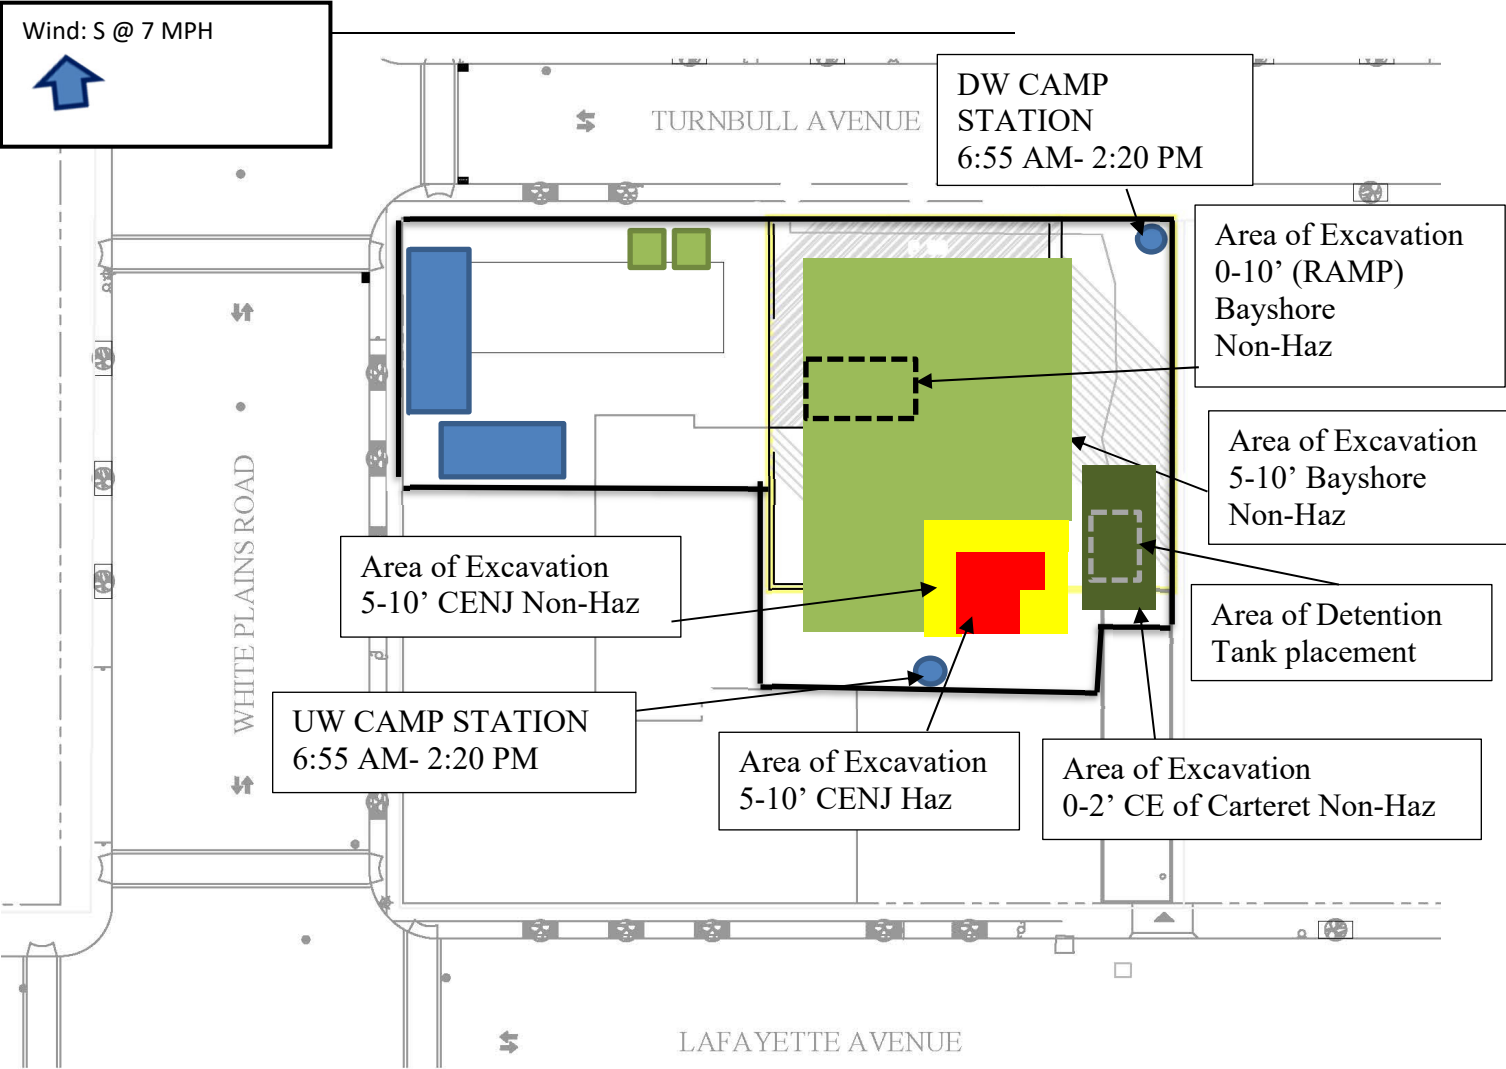 Wind: S @ 7 MPH
TURNBULL AVENUE
DW CAMP
STATION
6:55 AM- 2:20 PM
Area of Excavation
0-10’ (RAMP)
Bayshore
Non-Haz
Area of Excavation
5-10’ Bayshore
Non-Haz
WHITE PLAINS ROAD
Area of Excavation
5-10’ CENJ Non-Haz
Area of Detention
Tank placement
UW CAMP STATION
6:55 AM- 2:20 PM
Area of Excavation
5-10’ CENJ Haz
Area of Excavation
0-2’ CE of Carteret Non-Haz
LAFAYETTE AVENUE